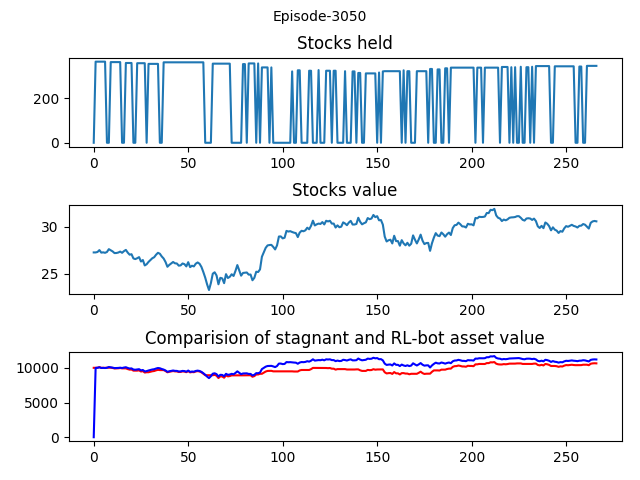 Episode-3050
Stocks held
200
0
0 50 100 150 200 250
Stocks value
30
25
0 50 100 150 200 250
Comparision of stagnant and RL-bot asset value
10000
5000
0
0 50 100 150 200 250